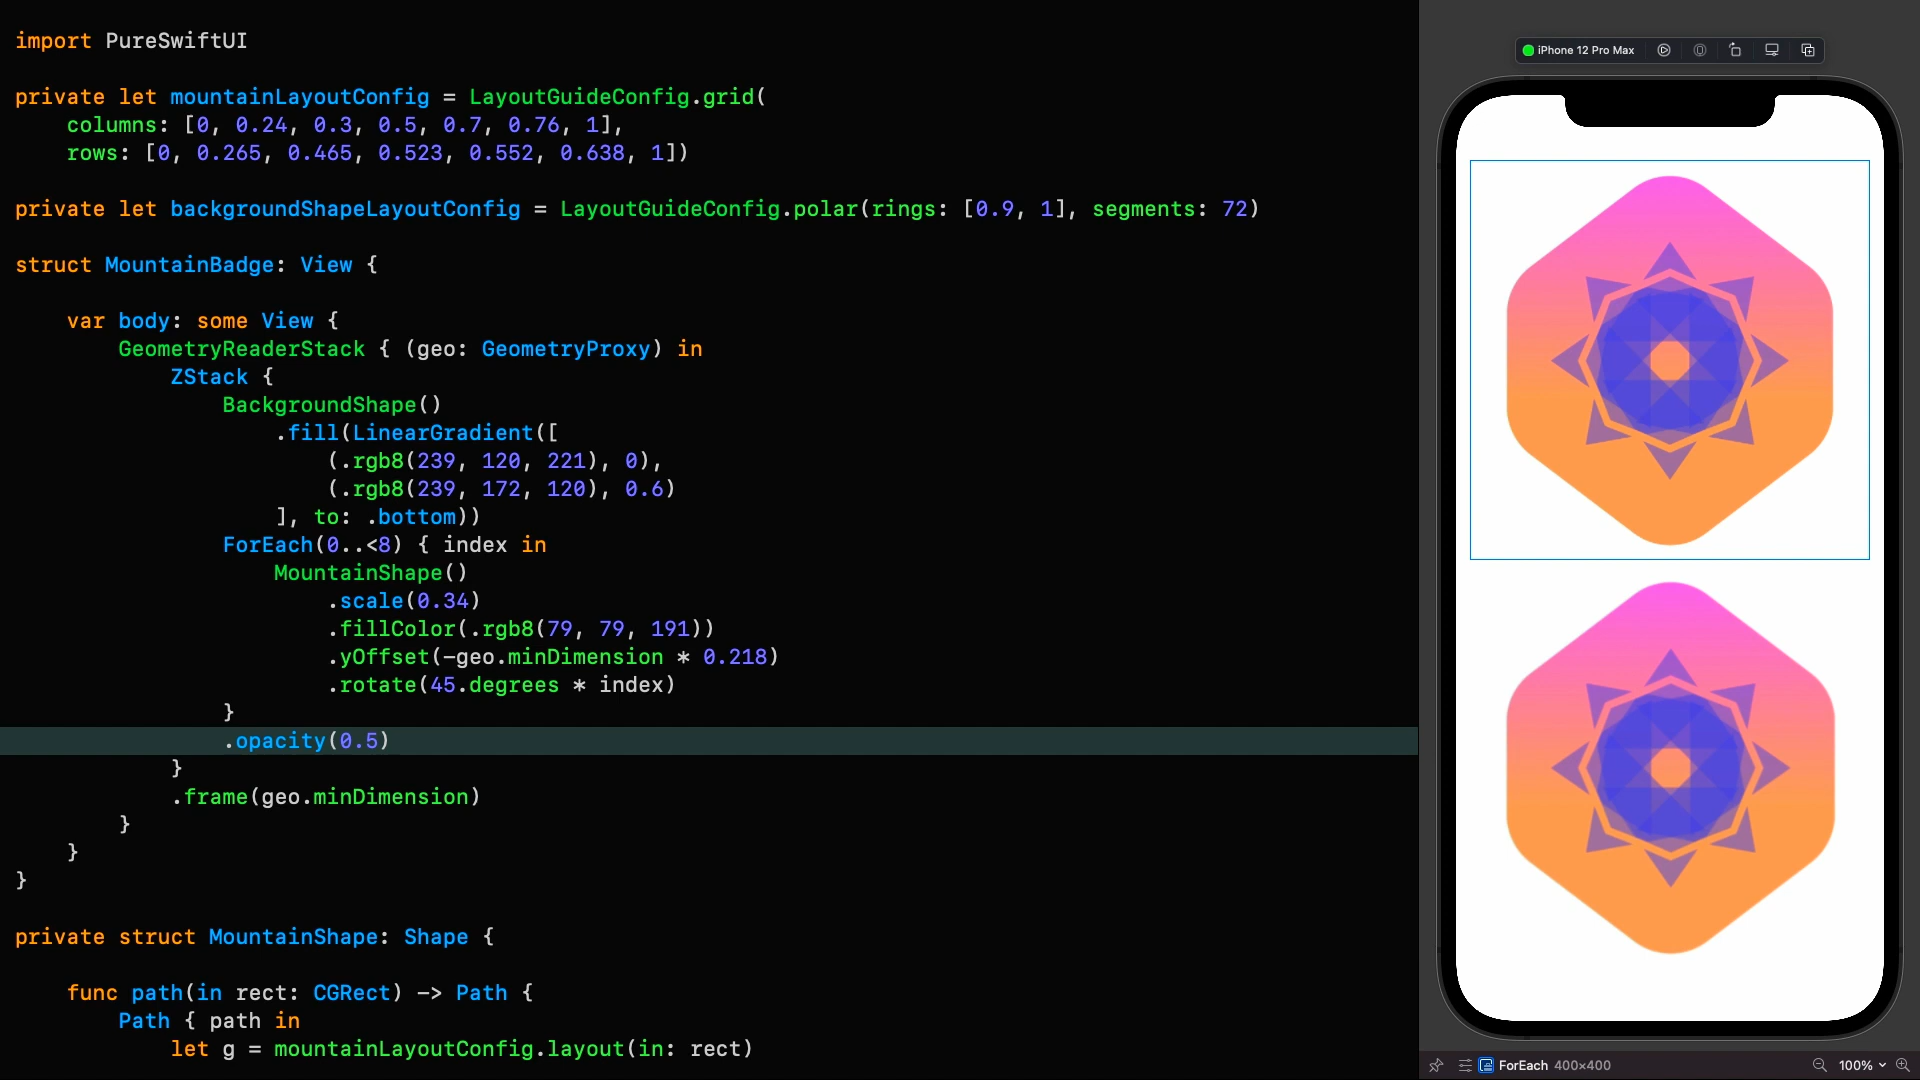 import PureSwiftUI
private let mountainLayoutConfig = LayoutGuideConfig.grid(
columns: [0, 0.24, 0.3, 0.5, 0.7, 0.76, 1],
rows: [0, 0.265, 0.465, 0.523, 0.552, 0.638, 1])
private let backgroundShapeLayoutConfig = LayoutGuideConfig.polar(rings: [0.9, 1], segments: 72)
struct MountainBadge: View {
var body: some View {
GeometryReaderStack { (geo: GeometryProxy) in
ZStack {
BackgroundShape()
.fill(LinearGradient([
(.rgb8(239, 120, 221), 0),
(.rgb8(239, 172, 120), 0.6)
], to: .bottom))
ForEach(0..<8) { index in
MountainShape()
.scale(0.34)
.fillColor(.rgb8(79, 79, 191))
.yOffset(-geo.minDimension * 0.218)
.rotate(45.degrees * index)
}
.opacity(0.5)
}
.frame(geo.minDimension)
}
}
}
private struct MountainShape: Shape {
func path(in rect: CGRect) -> Path {
Path { path in
let g = mountainLayoutConfig.layout(in: rect)
iPhone 12 Pro Max
ForEach 400×400
100%